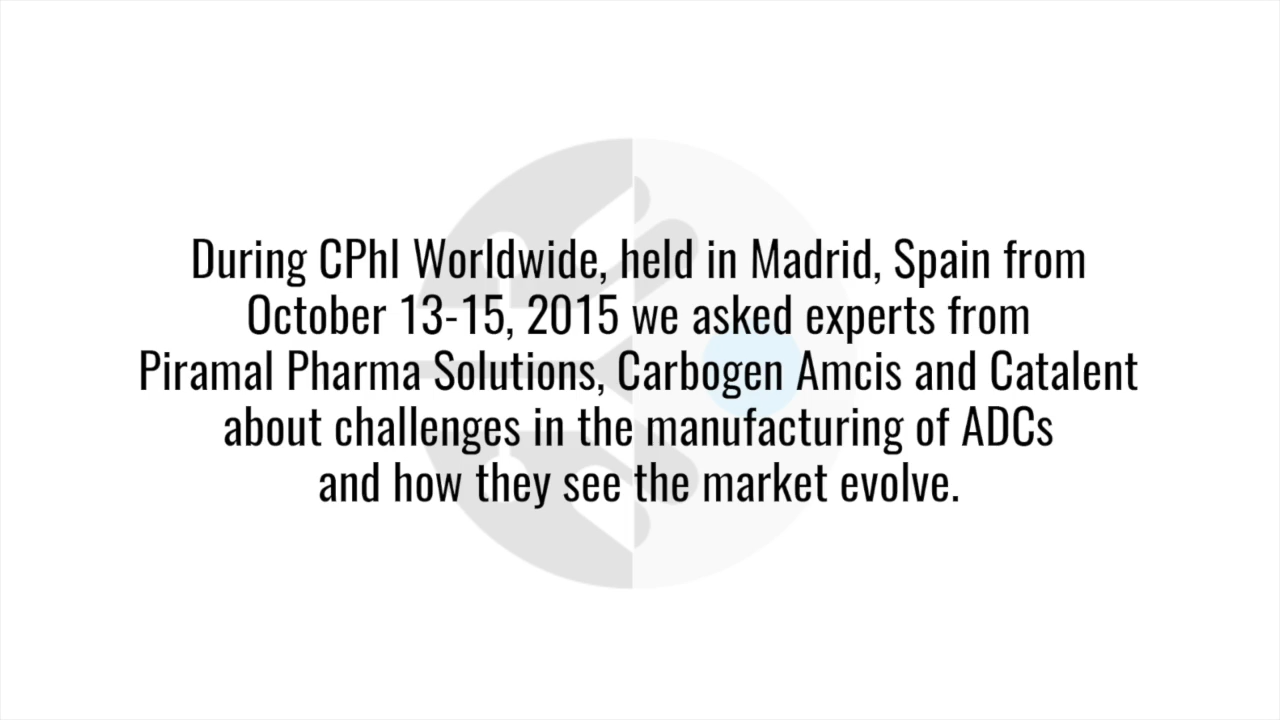 During CPhI Worldwide, held in Madrid, Spain from
October 13-15, 2015 we asked experts from
Piramal Pharma Solutions, Carbogen Amcis and Catalent
about challenges in the manufacturing of ADCs
and how they see the market evolve.